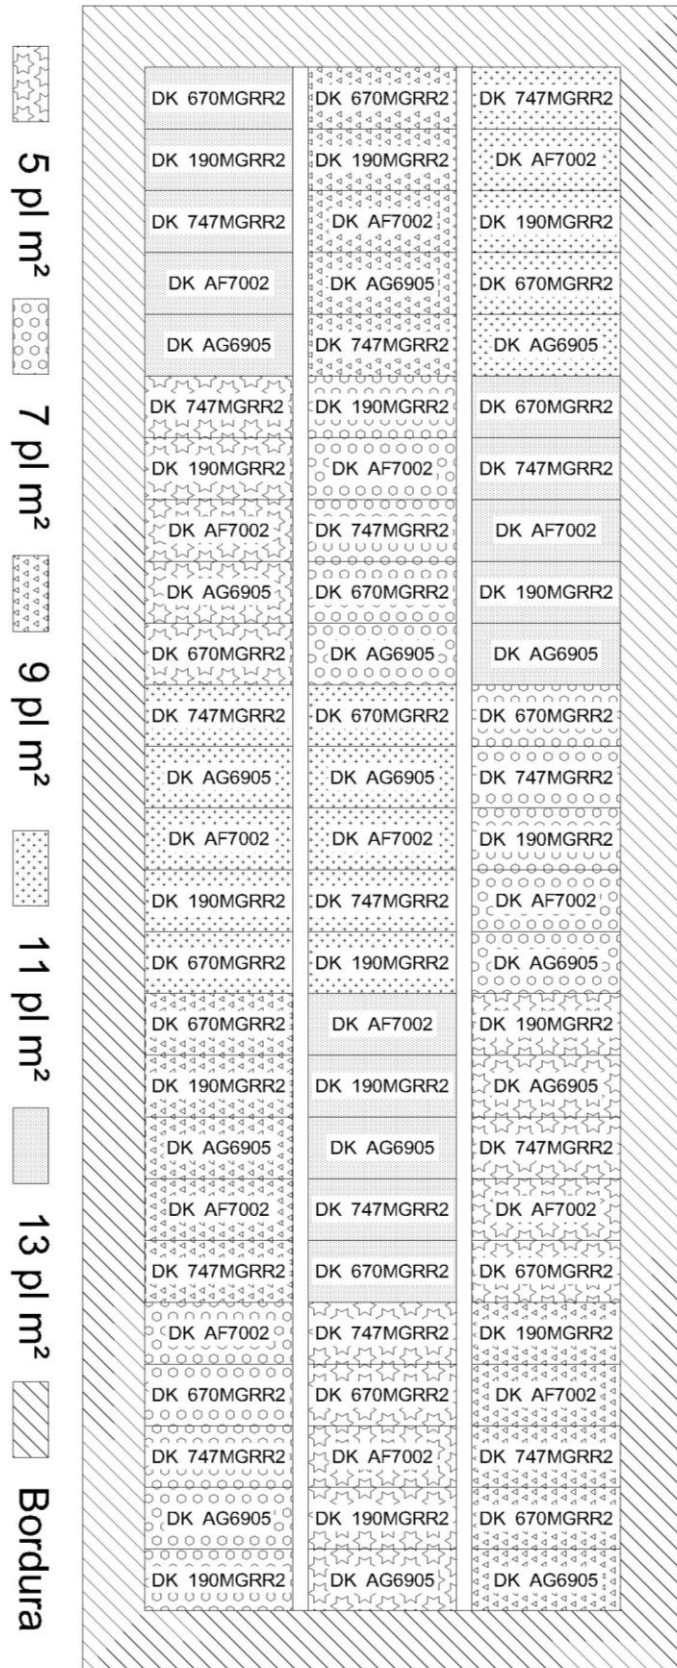 DK 670MGRR2 DK 670MGRR2 DK 747MGRR2
DK 190MGRR2 DK 190MGRR2 DK AF7002
DK 747MGRR2 DK AF7002 DK 190MGRR2
DK AF7002 DK AG6905 DK 670MGRR2
DK AG6905 DK 747MGRR2 DK AG6905
DK 747MGRR2 DK 190MGRR2 DK 670MGRR2
DK 190MGRR2 DK AF7002 DK 747MGRR2
DK AF7002 DK 747MGRR2 DK AF7002
DK AG6905 DK 670MGRR2 DK 190MGRR2
DK 670MGRR2 DK AG6905 DK AG6905
DK 747MGRR2 DK 670MGRR2 DK 670MGRR2
DK AG6905 DK AG6905 DK 747MGRR2
DK AF7002 DK AF7002 DK 190MGRR2
DK 190MGRR2 DK 747MGRR2 DK AF7002
DK 670MGRR2 DK 190MGRR2 DK AG6905
DK 670MGRR2 DK AF7002 DK 190MGRR2
DK 190MGRR2 DK 190MGRR2 DK AG6905
DK AG6905 DK AG6905 DK 747MGRR2
DK AF7002 DK 747MGRR2 DK AF7002
DK 747MGRR2 DK 670MGRR2 DK 670MGRR2
DK AF7002 DK 747MGRR2 DK 190MGRR2
DK 670MGRR2 DK 670MGRR2 DK AF7002
DK 747MGRR2 DK AF7002 DK 747MGRR2
DK AG6905 DK 190MGRR2 DK 670MGRR2
DK 190MGRR2 DK AG6905 DK AG6905
5 pl m² 7 pl m² 9 pl m² 11 pl m² 13 pl m² Bordura